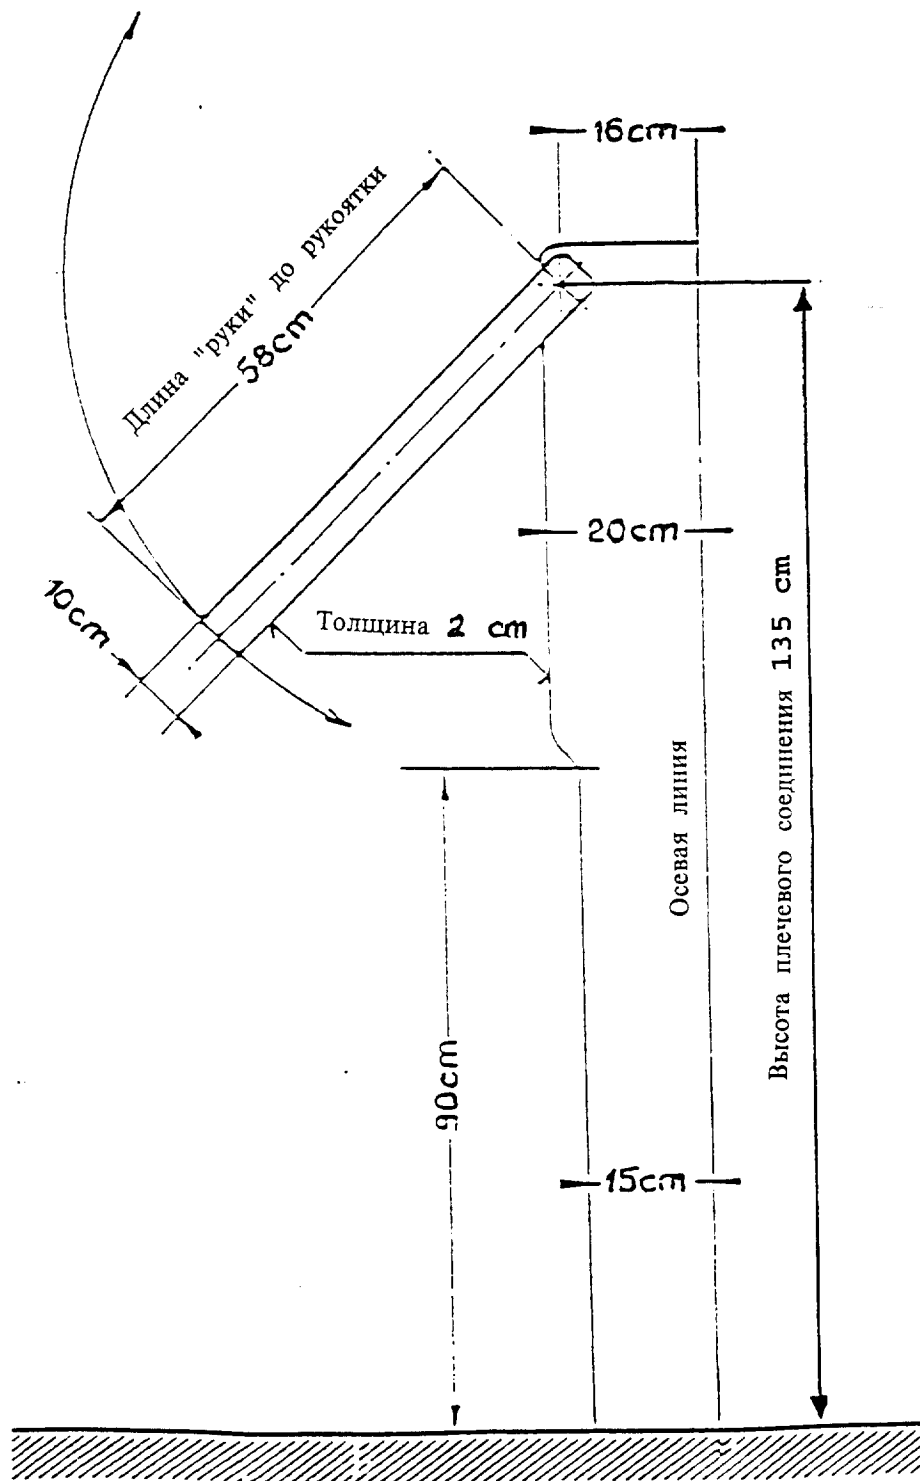 16cm
Длина "руки" до рукоятки
58cm
20cm
10cm
Толщина 2 cm
Осевая линия
Высота плечевого соединения 135 cm
90cm
15cm